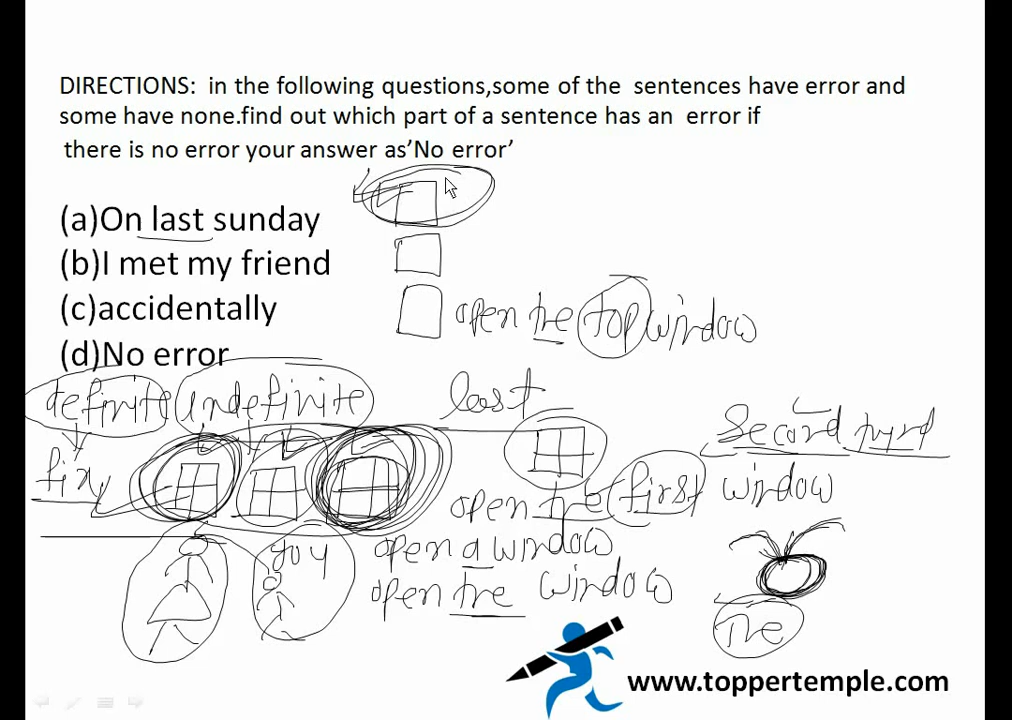 DIRECTIONS: in the following questions,some of the sentences have error and
some have none.find out which part of a sentence has an error if
there is no error your answer as'No error'
(a)On last sunday
(b)I met my friend
(c)accidentally
open the top window
(d)No error
definite indefinite
last
Second third
fix
open the first window
guy
open a window
open the window
The
www.toppertemple.com